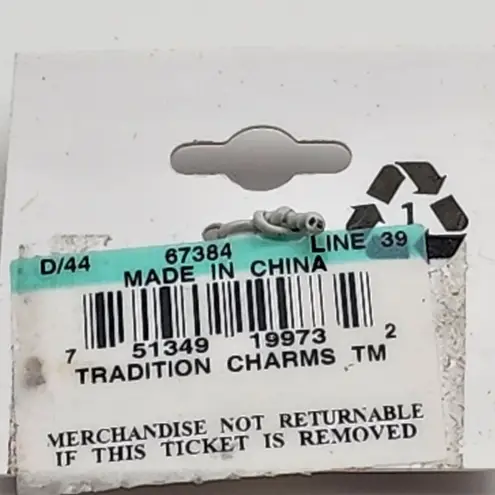 1
D/44 67384 LINE 39
MADE IN CHINA
7 51349 19973 2
TRADITION CHARMS TM
MERCHANDISE NOT RETURNABLE
IF THIS TICKET IS REMOVED